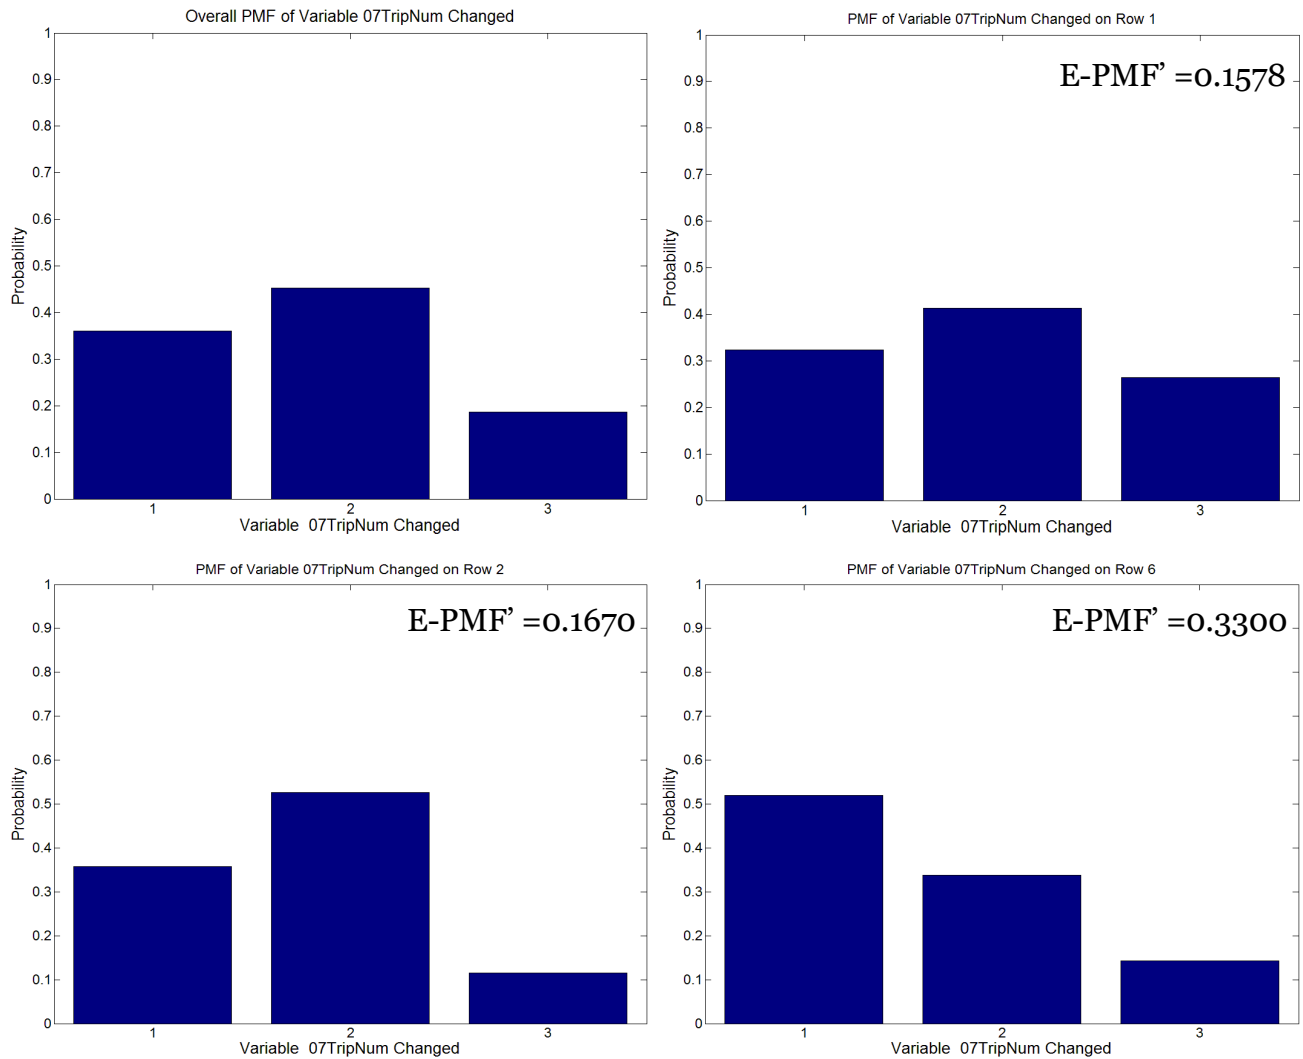 Overall PMF of Variable 07TripNum Changed
1
0.9
0.8
0.7
0.6
0.5
0.4
0.3
0.2
0.1
0
Probability
1 2 3
Variable 07TripNum Changed
PMF of Variable 07TripNum Changed on Row 1
E-PMF’ =0.1578
1
0.9
0.8
0.7
0.6
0.5
0.4
0.3
0.2
0.1
0
Probability
1 2 3
Variable 07TripNum Changed
PMF of Variable 07TripNum Changed on Row 2
E-PMF’ =0.1670
1
0.9
0.8
0.7
0.6
0.5
0.4
0.3
0.2
0.1
0
Probability
1 2 3
Variable 07TripNum Changed
PMF of Variable 07TripNum Changed on Row 6
E-PMF’ =0.3300
1
0.9
0.8
0.7
0.6
0.5
0.4
0.3
0.2
0.1
0
Probability
1 2 3
Variable 07TripNum Changed